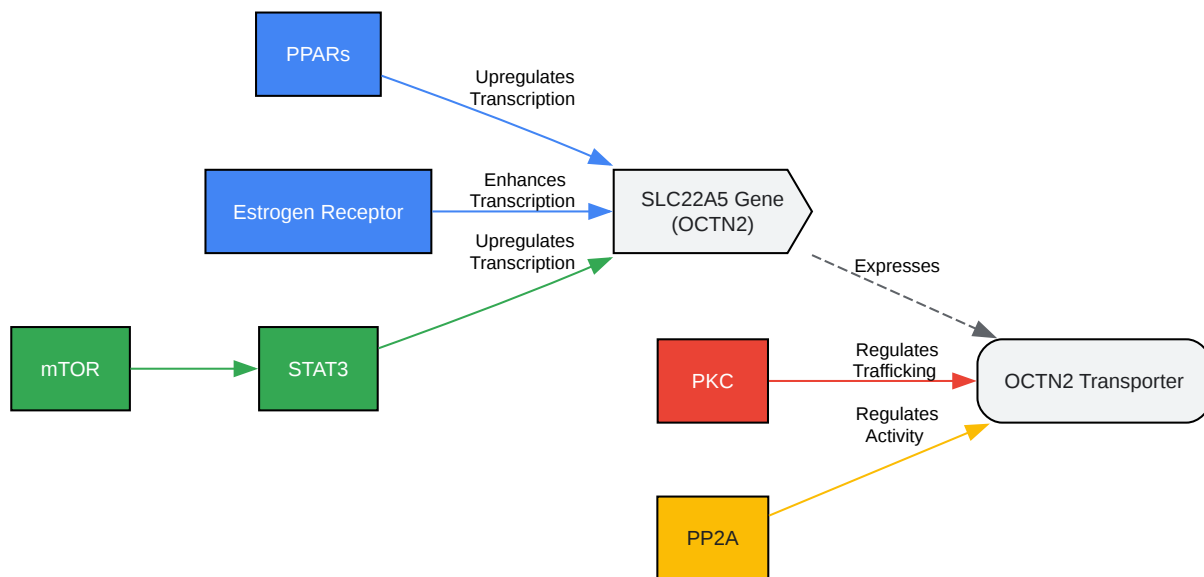 PPARs
Upregulates
Transcription
Estrogen Receptor
Enhances
Transcription
SLC22A5 Gene
(OCTN2)
Upregulates
Transcription
Expresses
mTOR
STAT3
PKC
Regulates
Trafficking
OCTN2 Transporter
Regulates
Activity
PP2A